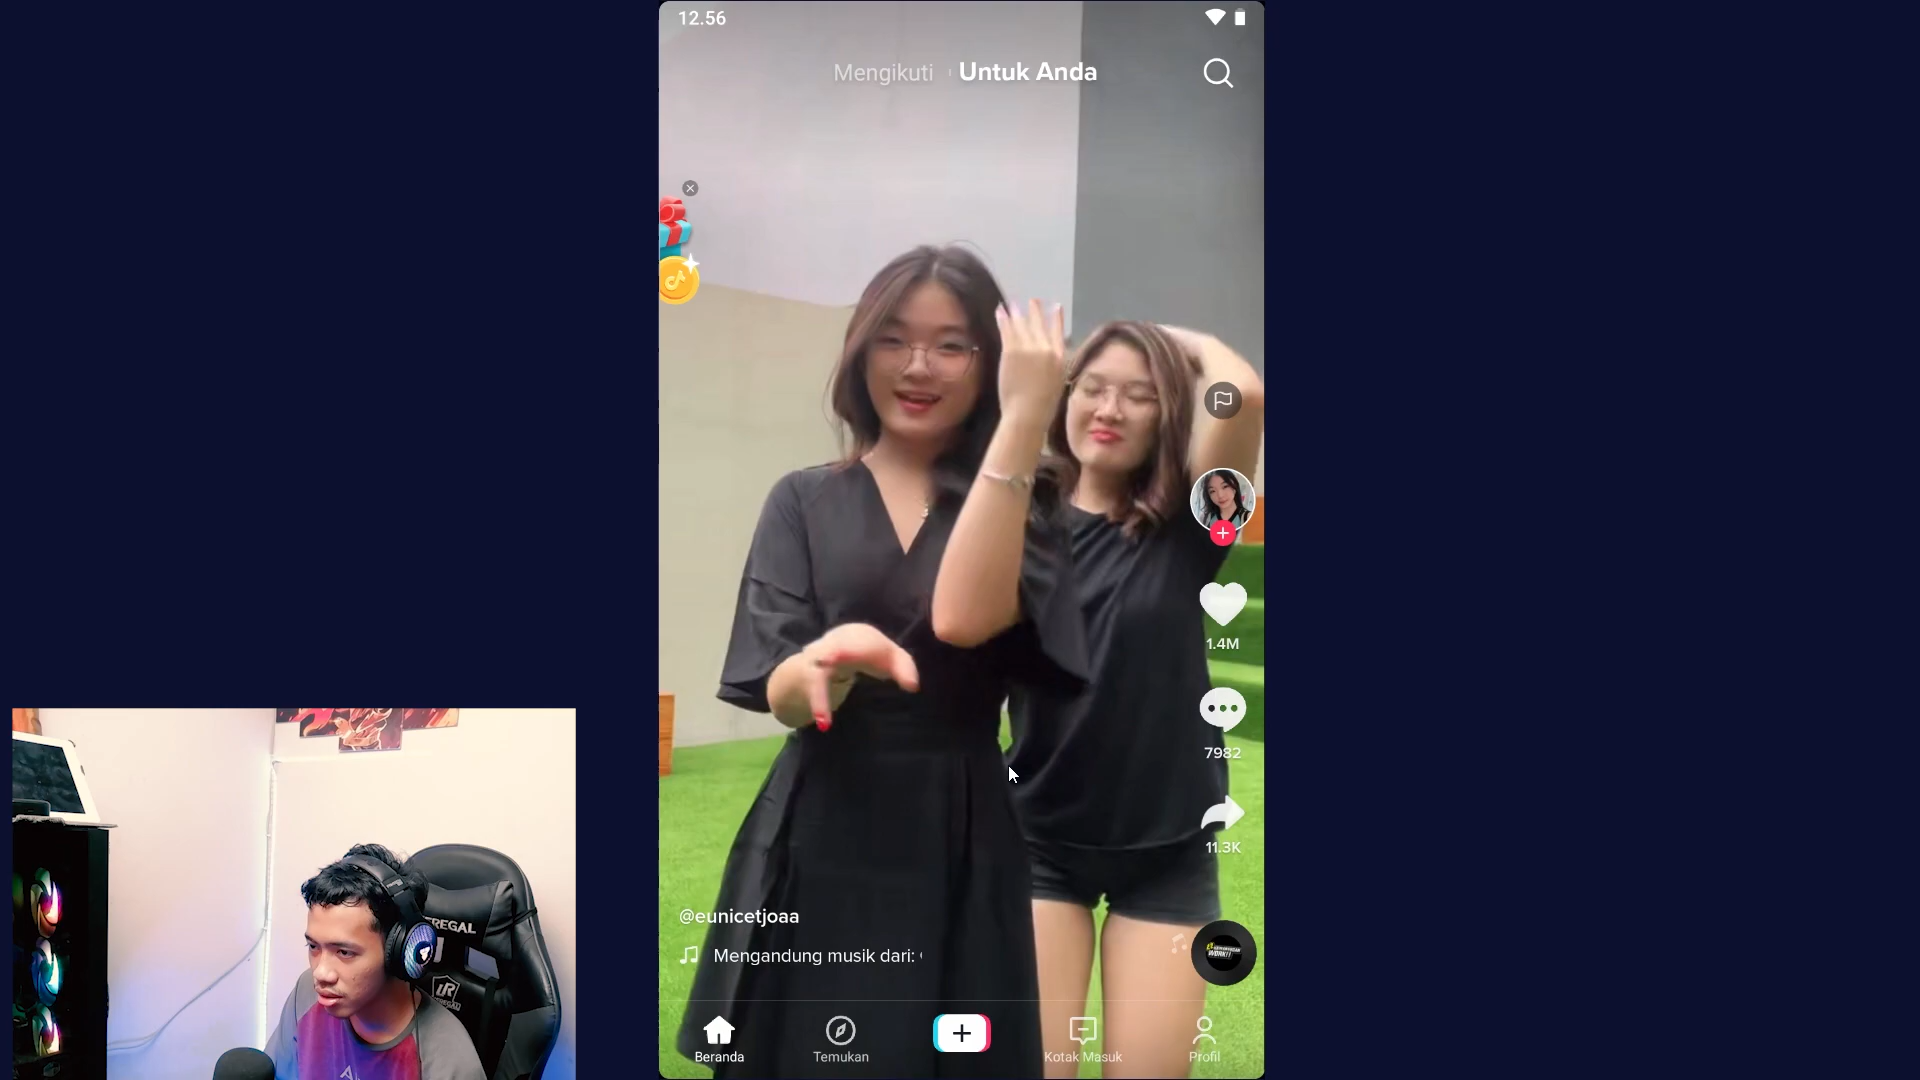 12.56
Mengikuti
Untuk Anda
1.4M
7982
11.3K
@eunicetjoaa
Mengandung musik dari:
Beranda
Temukan
Kotak Masuk
Profil